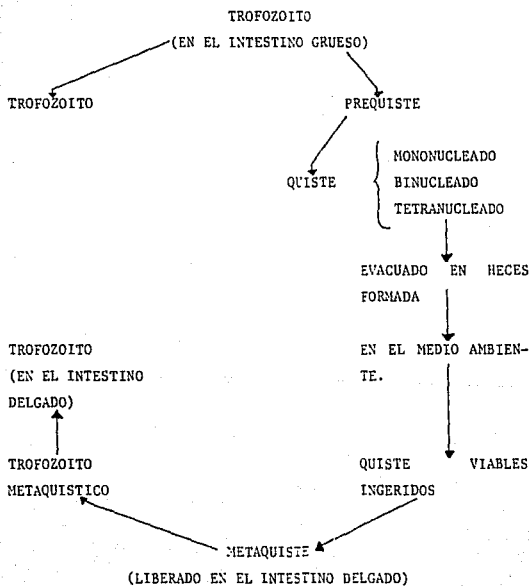 TROFOZOITO
(EN EL INTESTINO GRUESO)
TROFOZOITO
PREQUISTE
QUISTE
MONONUCLEADO
BINUCLEADO
TETRANUCLEADO
EVACUADO EN HECES
FORMADA
EN EL MEDIO AMBIEN-
TE.
QUISTE VIABLES
INGERIDOS
METAQUISTE
(LIBERADO EN EL INTESTINO DELGADO)
TROFOZOITO
METAQUISTICO
TROFOZOITO
(EN EL INTESTINO
DELGADO)